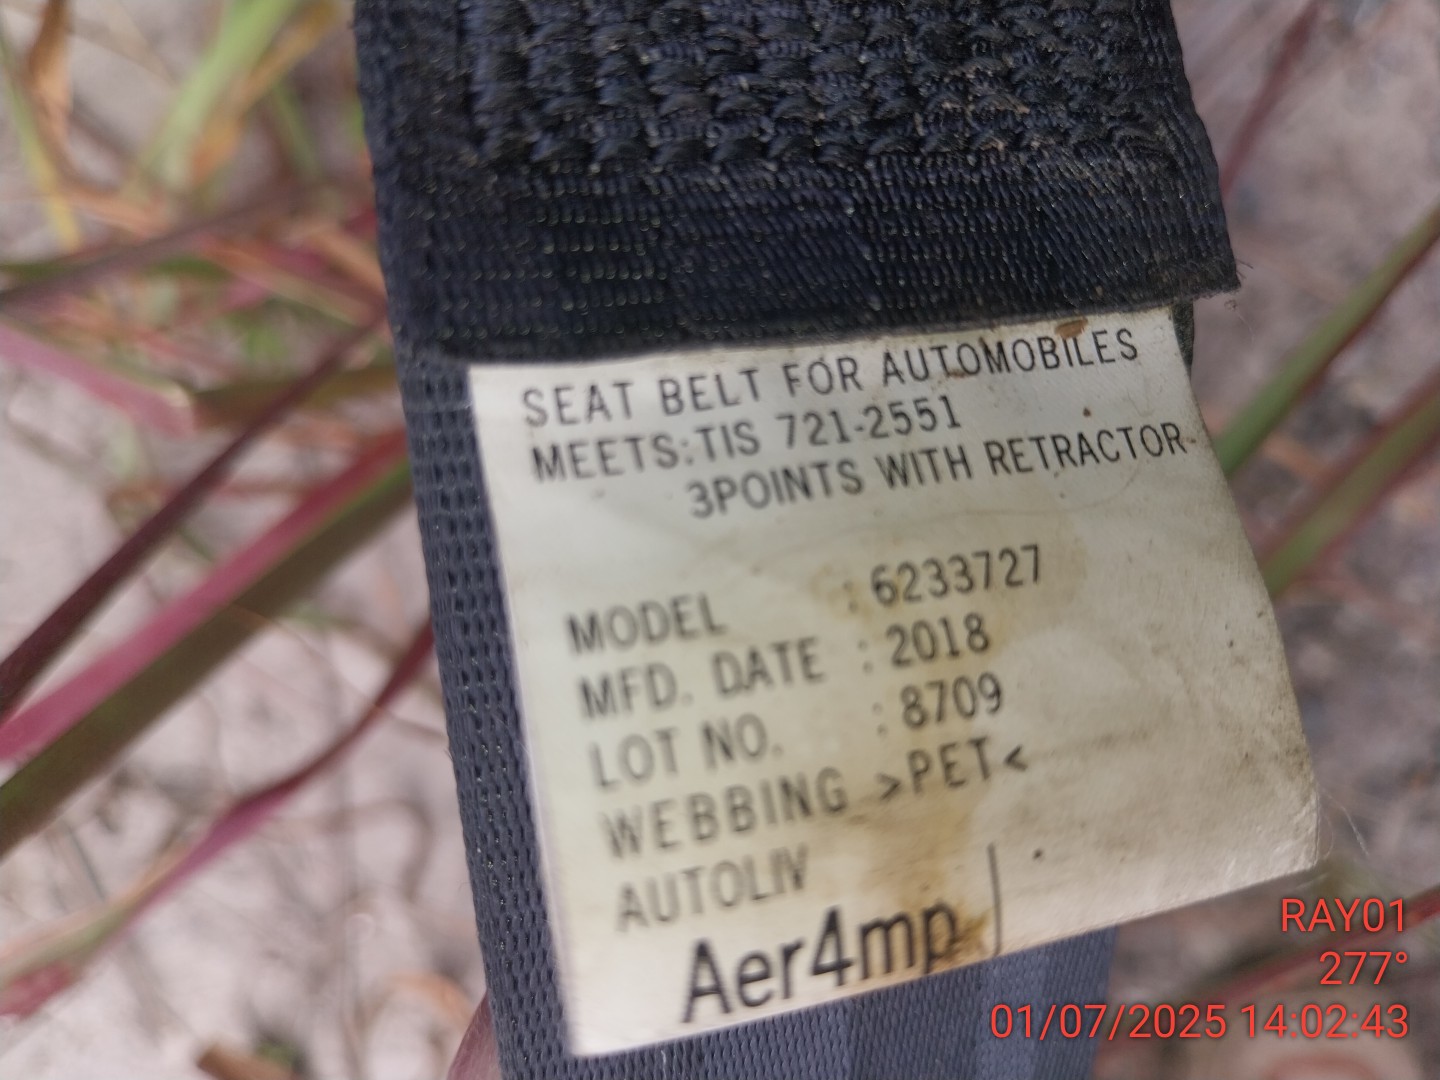 SEAT BELT FOR AUTOMOBILES
MEETS:TIS 721-2551
3POINTS WITH RETRACTOR-
MODEL : 6233727
MFD. DATE : 2018
LOT NO. : 8709
WEBBING >PET<
AUTOLIV
Aer4mp
RAY01
277°
01/07/2025 14:02:43